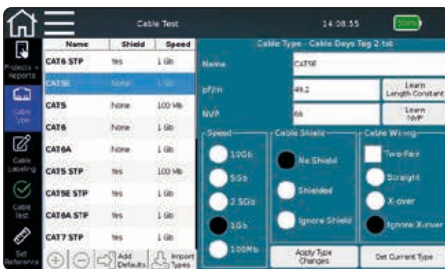 Cable Test
14:08:55
100%
Projects + Reports
Cable Type
Cable Labeling
Cable Test
Set Reference
Name Shield Speed
CAT6 STP Yes 1 Gb
CAT5E None 1 Gb
CAT5 None 100 Mb
CAT6 None 1 Gb
CAT6A None 1 Gb
CAT5 STP Yes 100 Mb
CAT5E STP Yes 1 Gb
CAT6A STP Yes 1 Gb
CAT7 STP Yes 1 Gb
Add Defaults
Import Types
Cable Type - Cable Days Tag 2.txt
Name CAT5E
pF/m 49.2
Learn Length Constant
NVP
Learn NVP
Speed
10Gb
5Gb
2.5Gb
1Gb
100Mb
Cable Shield
No Shield
Shielded
Ignore Shield
Cable Wiring
Two-Pair
Straight
X-over
Ignore X-over
Apply Type Changes
Set Current Type